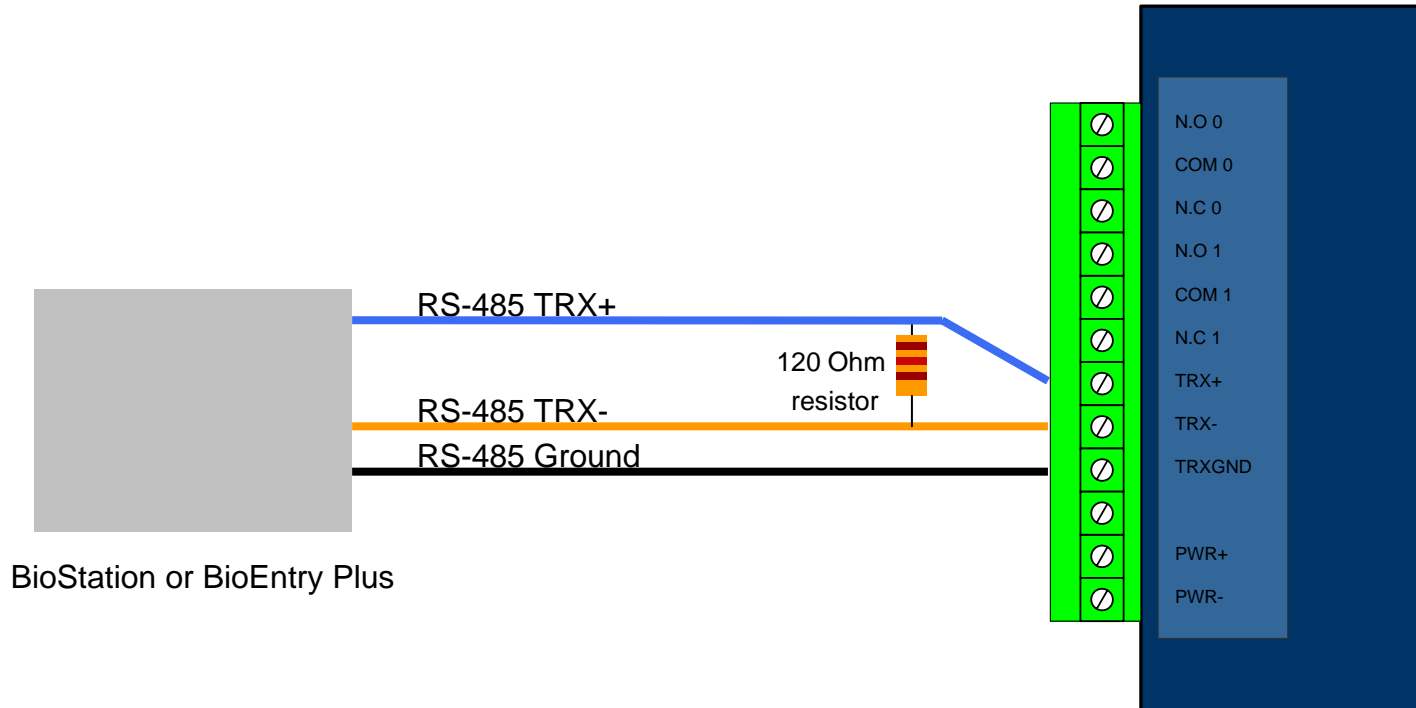 RS-485 TRX+
120 Ohm
resistor
RS-485 TRX-
RS-485 Ground
BioStation or BioEntry Plus
N.O 0
COM 0
N.C 0
N.O 1
COM 1
N.C 1
TRX+
TRX-
TRXGND
PWR+
PWR-